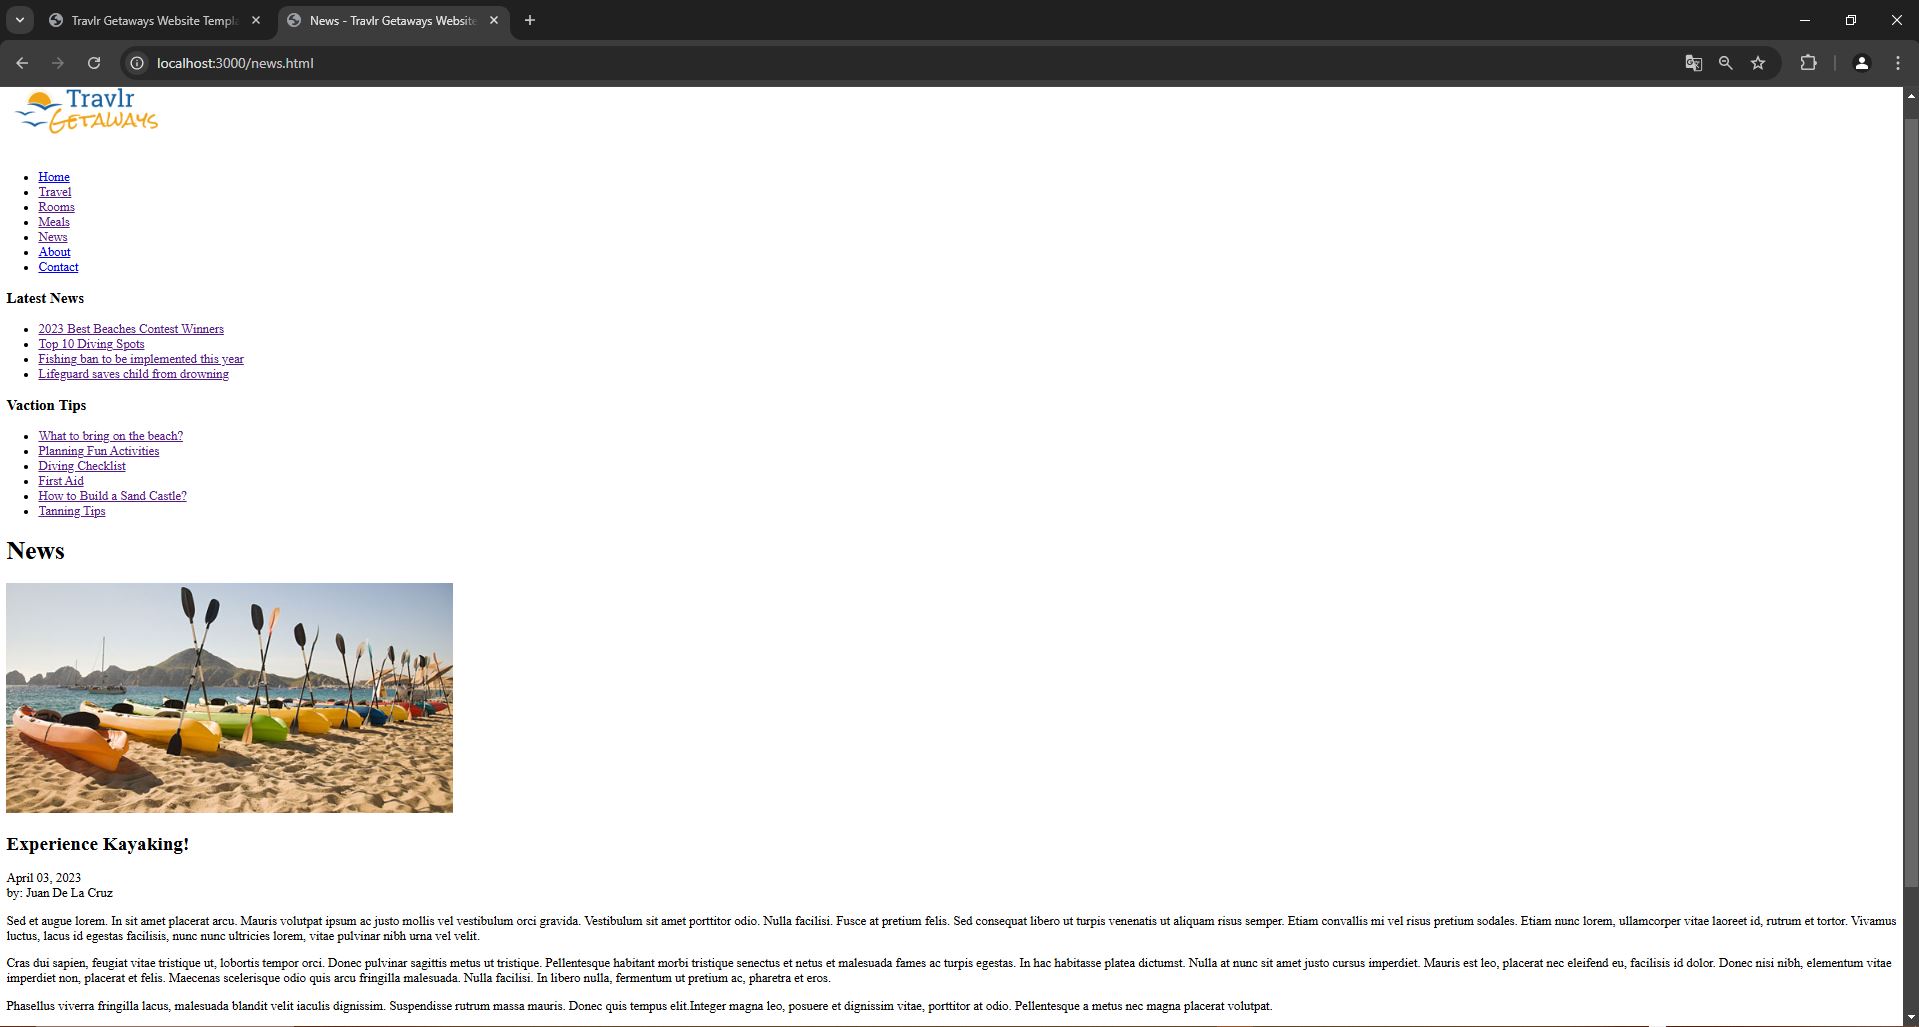 Travlr Getaways Website Templ
News - Travlr Getaways Website
localhost:3000/news.html
Travlr
GETAWAYS
Home
Travel
Rooms
Meals
News
About
Contact
Latest News
2023 Best Beaches Contest Winners
Top 10 Diving Spots
Fishing ban to be implemented this year
Lifeguard saves child from drowning
Vaction Tips
What to bring on the beach?
Planning Fun Activities
Diving Checklist
First Aid
How to Build a Sand Castle?
Tanning Tips
News
Experience Kayaking!
April 03, 2023
by: Juan De La Cruz
Sed et augue lorem. In sit amet placerat arcu. Mauris volutpat ipsum ac justo mollis vel vestibulum orci gravida. Vestibulum sit amet porttitor odio. Nulla facilisi. Fusce at pretium felis. Sed consequat libero ut turpis venenatis ut aliquam risus semper. Etiam convallis mi vel risus pretium sodales. Etiam nunc lorem, ullamcorper vitae laoreet id, rutrum et tortor. Vivamus
luctus, lacus id egestas facilisis, nunc nunc ultricies lorem, vitae pulvinar nibh urna vel velit.
Cras dui sapien, feugiat vitae tristique ut, lobortis tempor orci. Donec pulvinar sagittis metus ut tristique. Pellentesque habitant morbi tristique senectus et netus et malesuada fames ac turpis egestas. In hac habitasse platea dictumst. Nulla at nunc sit amet justo cursus imperdiet. Mauris est leo, placerat nec eleifend eu, facilisis id dolor. Donec nisi nibh, elementum vitae
imperdiet non, placerat et felis. Maecenas scelerisque odio quis arcu fringilla malesuada. Nulla facilisi. In libero nulla, fermentum ut pretium ac, pharetra et eros.
Phasellus viverra fringilla lacus, malesuada blandit velit iaculis dignissim. Suspendisse rutrum massa mauris. Donec quis tempus elit.Integer magna leo, posuere et dignissim vitae, porttitor at odio. Pellentesque a metus nec magna placerat volutpat.